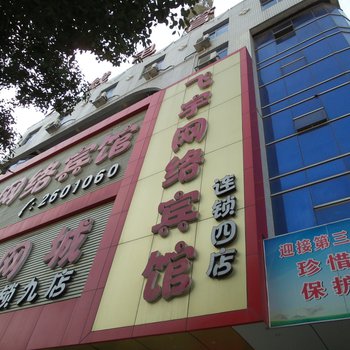 飞宇网络宾馆
连锁四店
网络宾馆
2601060
网城
锁九店
迎接第三
珍惜
保护